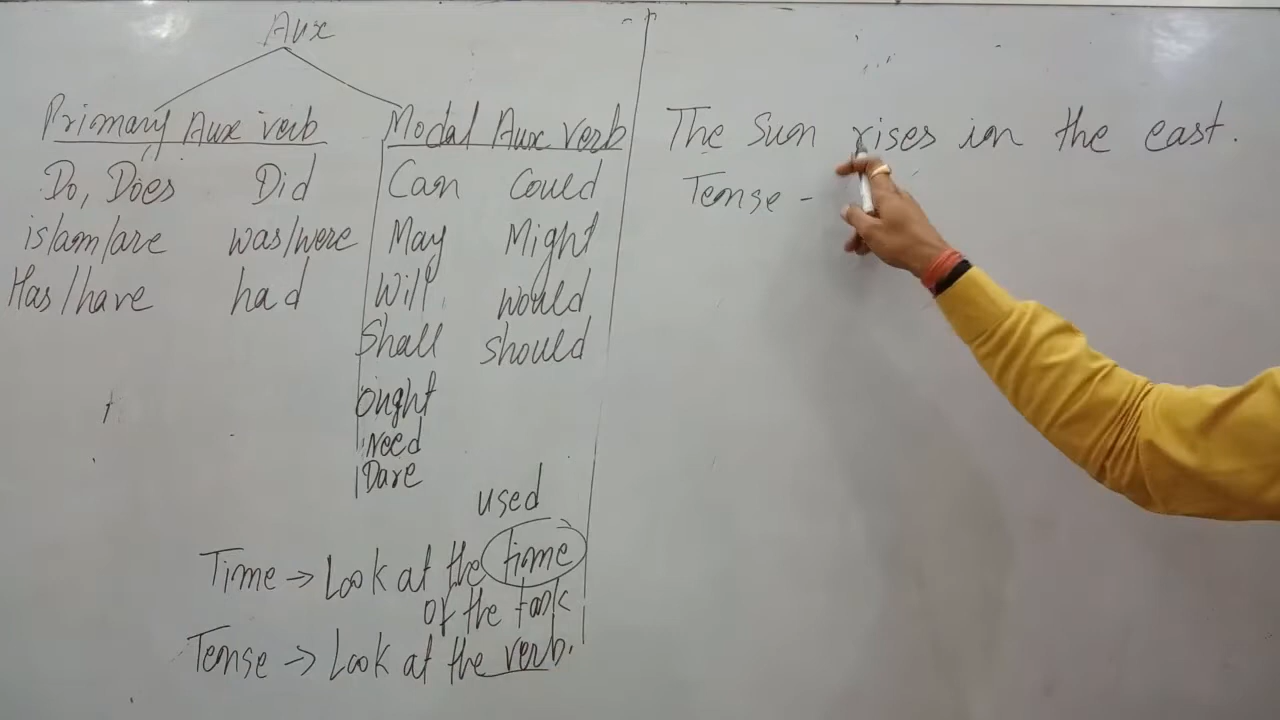 Aux
Primary Aux verb
Do, Does Did
is/am/are was/were
Has/have had
Modal Aux Verb
Can Could
May Might
Will would
Shall should
ought
Need
Dare
used
Time → Look at the time
of the task
Tense → Look at the verb.
The Sun rises in the east.
Tense -